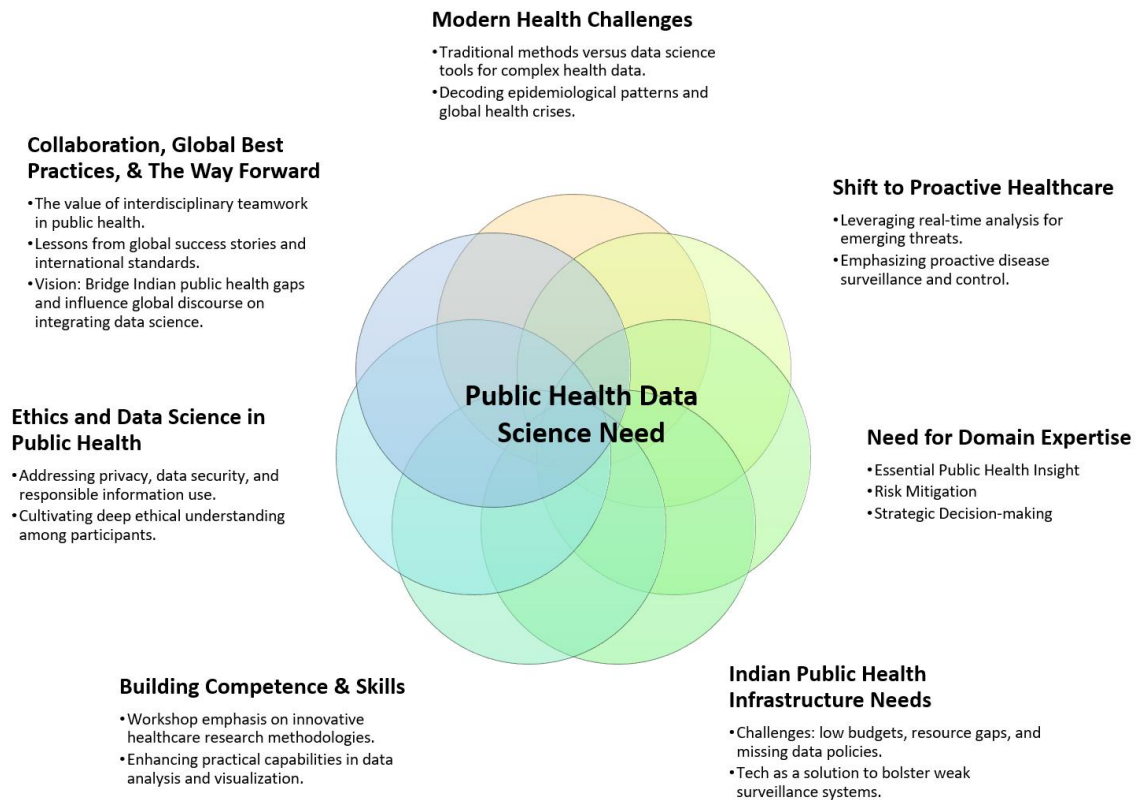 Modern Health Challenges
•Traditional methods versus data science
tools for complex health data.
•Decoding epidemiological patterns and
global health crises.
Collaboration, Global Best
Practices, & The Way Forward
•The value of interdisciplinary teamwork
in public health.
•Lessons from global success stories and
international standards.
•Vision: Bridge Indian public health gaps
and influence global discourse on
integrating data science.
Shift to Proactive Healthcare
•Leveraging real-time analysis for
emerging threats.
•Emphasizing proactive disease
surveillance and control.
Public Health Data
Science Need
Ethics and Data Science in
Public Health
•Addressing privacy, data security, and
responsible information use.
•Cultivating deep ethical understanding
among participants.
Need for Domain Expertise
•Essential Public Health Insight
•Risk Mitigation
•Strategic Decision-making
Building Competence & Skills
•Workshop emphasis on innovative
healthcare research methodologies.
•Enhancing practical capabilities in data
analysis and visualization.
Indian Public Health
Infrastructure Needs
•Challenges: low budgets, resource gaps, and
missing data policies.
•Tech as a solution to bolster weak
surveillance systems.